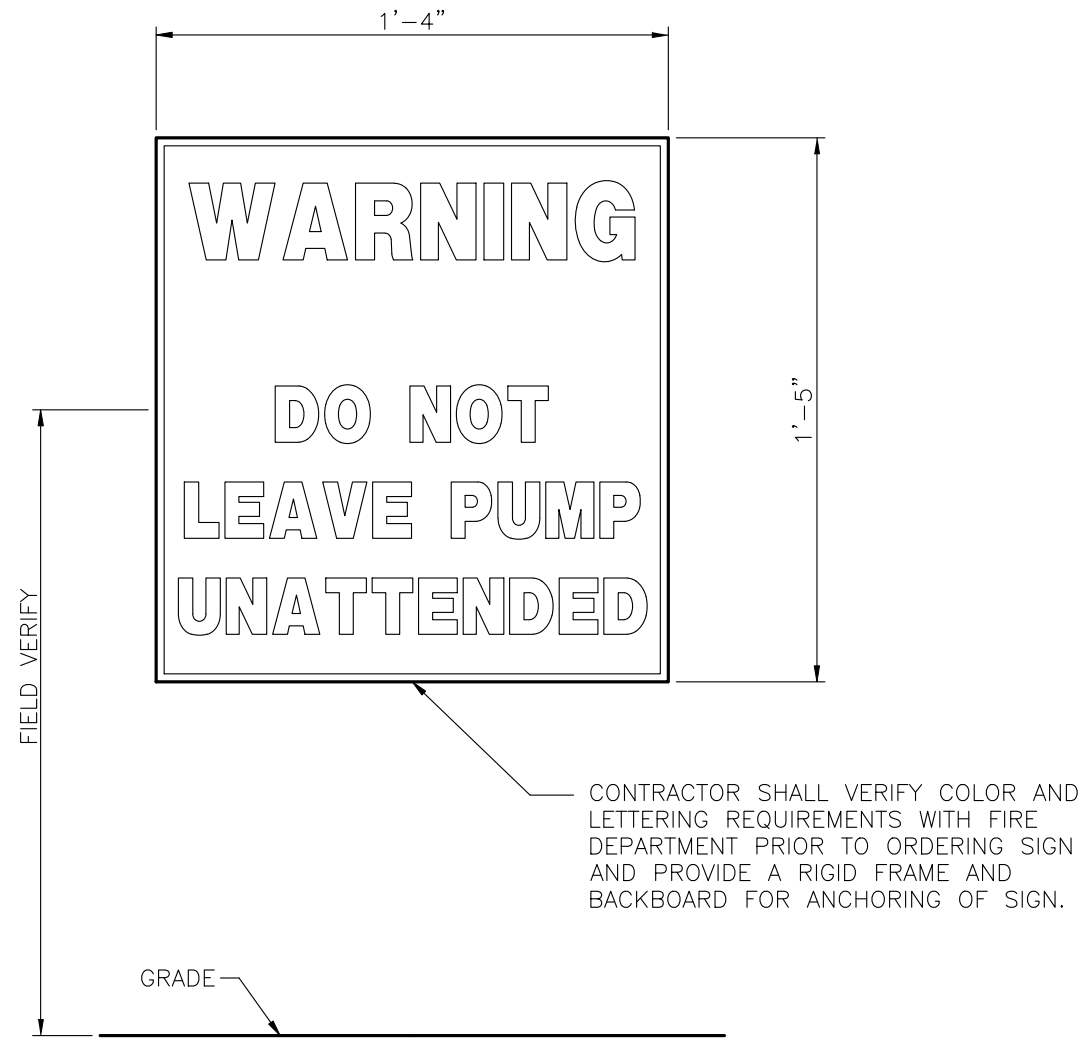 1'-4"
WARNING
DO NOT
LEAVE PUMP
UNATTENDED
1'-5"
FIELD VERIFY
CONTRACTOR SHALL VERIFY COLOR AND
LETTERING REQUIREMENTS WITH FIRE
DEPARTMENT PRIOR TO ORDERING SIGN
AND PROVIDE A RIGID FRAME AND
BACKBOARD FOR ANCHORING OF SIGN.
GRADE